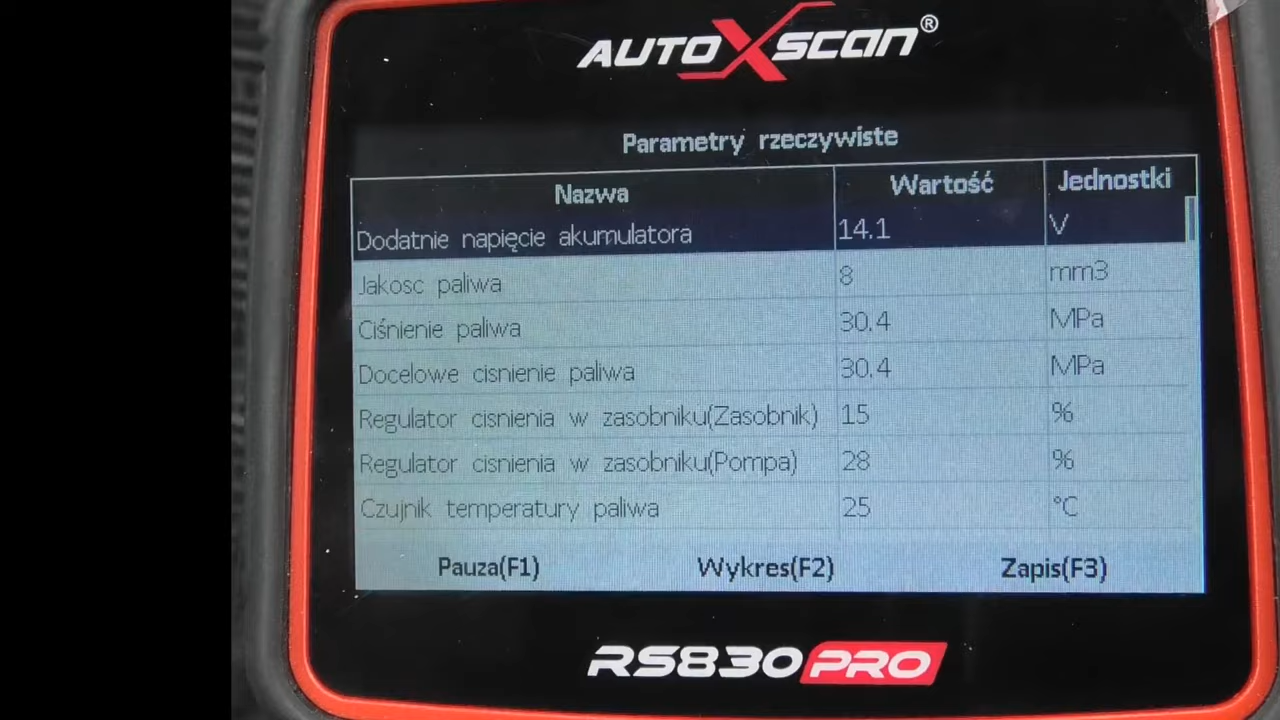 AUTOXSCAN®
Parametry rzeczywiste
Nazwa Wartość Jednostki
Dodatnie napięcie akumulatora 14.1 V
Jakosc paliwa 8 mm3
Ciśnienie paliwa 30.4 MPa
Docelowe cisnienie paliwa 30.4 MPa
Regulator cisnienia w zasobniku(Zasobnik) 15 %
Regulator cisnienia w zasobniku(Pompa) 28 %
Czujnik temperatury paliwa 25 °C
Pauza(F1) Wykres(F2) Zapis(F3)
RS830 PRO